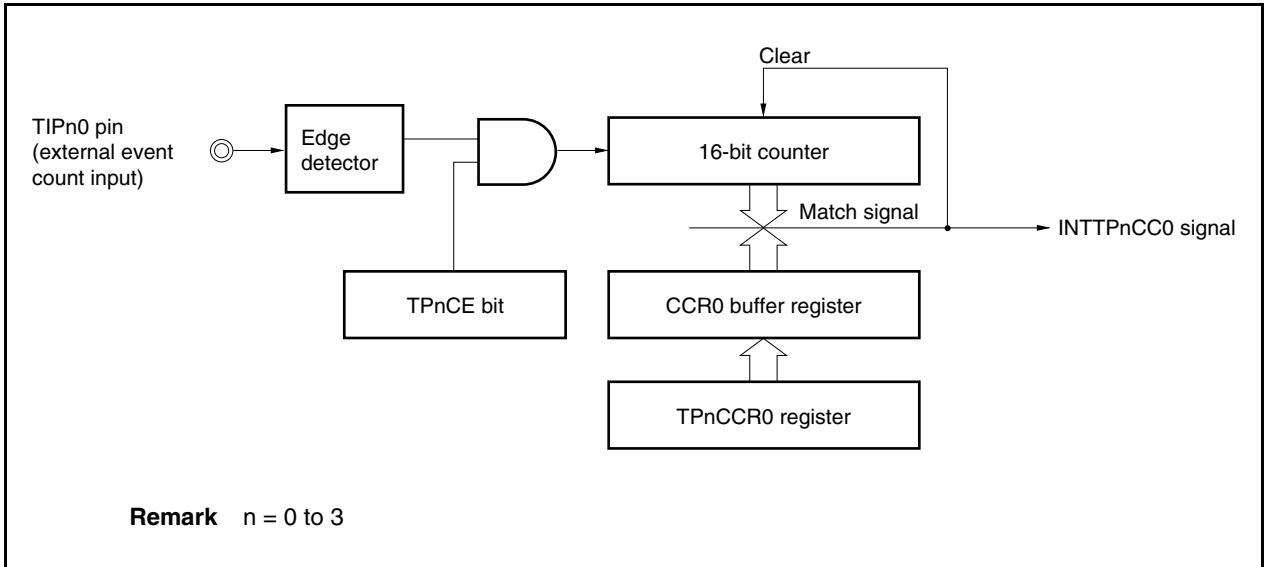 Clear
TIPn0 pin
(external event
count input)
Edge
detector
16-bit counter
Match signal
INTTPnCC0 signal
TPnCE bit
CCR0 buffer register
TPnCCR0 register
Remark n = 0 to 3